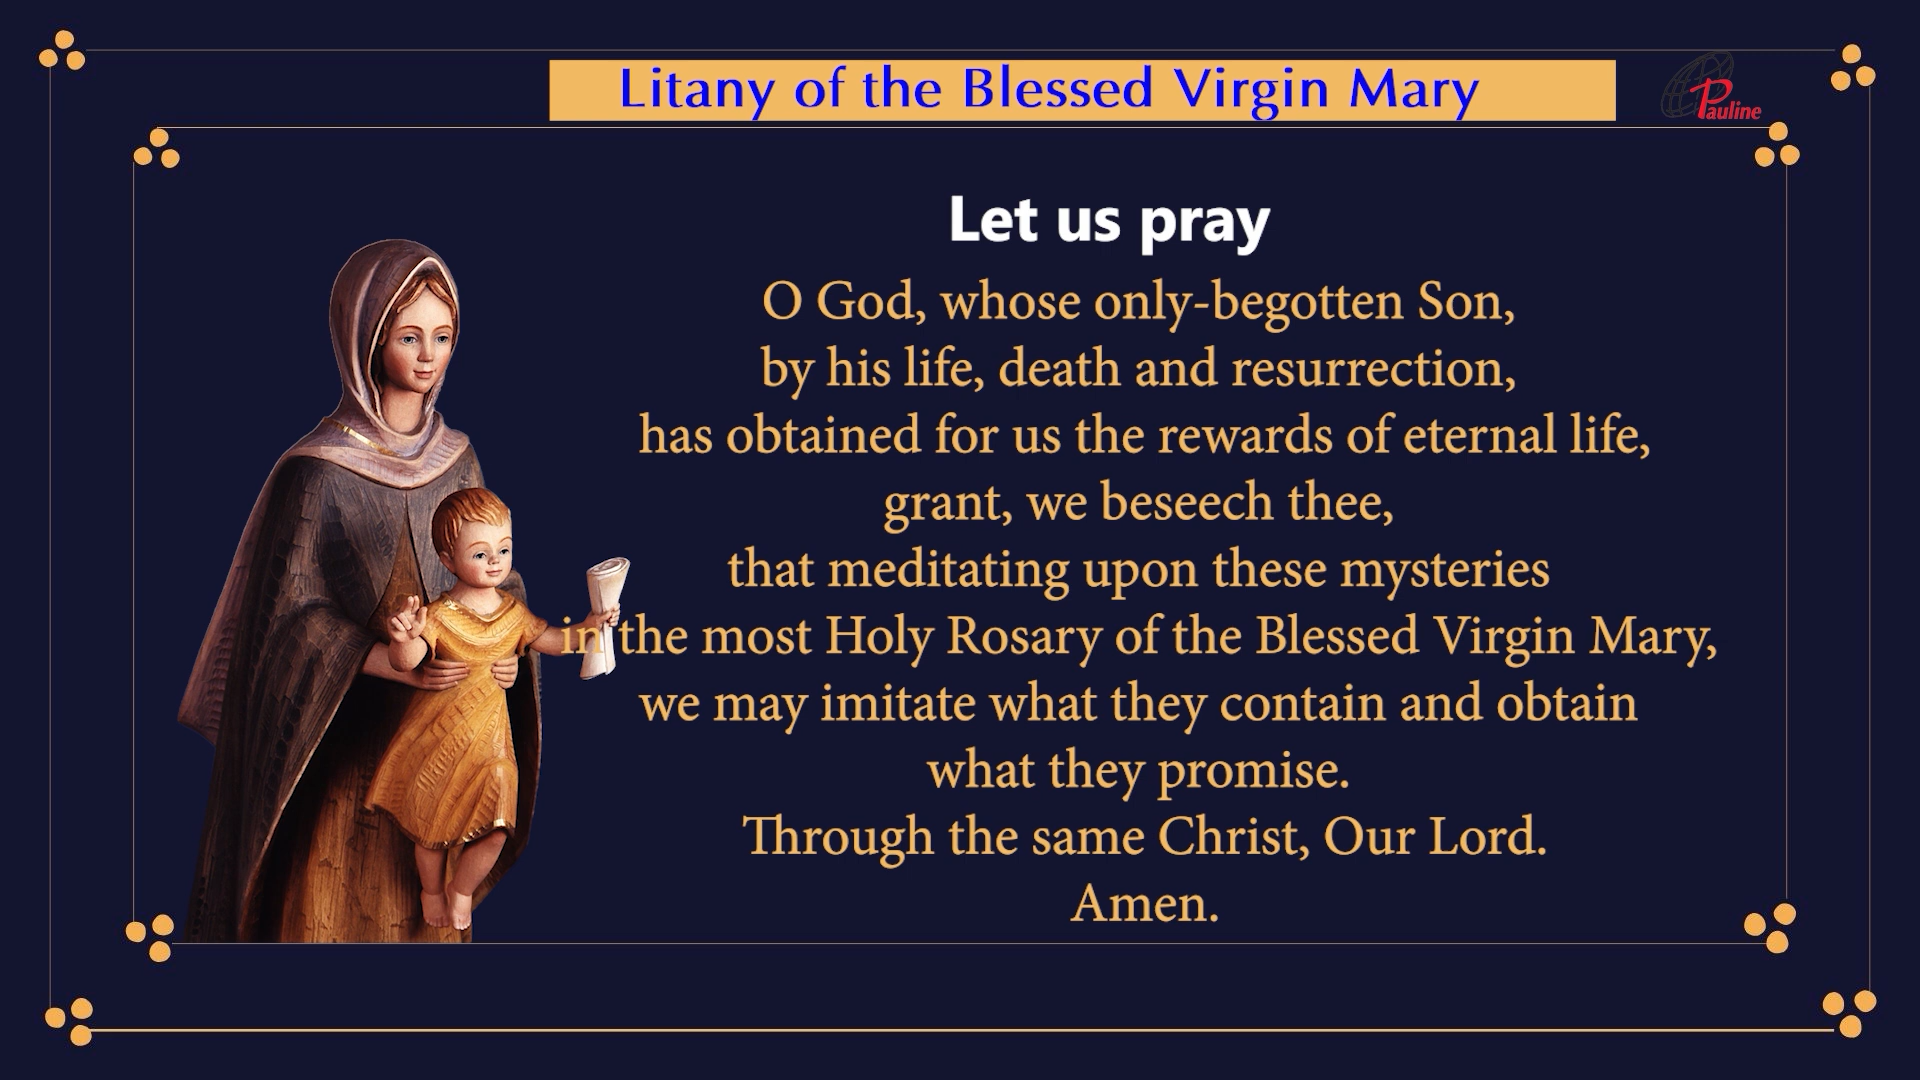 Litany of the Blessed Virgin Mary
Pauline
Let us pray
O God, whose only-begotten Son,
by his life, death and resurrection,
has obtained for us the rewards of eternal life,
grant, we beseech thee,
that meditating upon these mysteries
in the most Holy Rosary of the Blessed Virgin Mary,
we may imitate what they contain and obtain
what they promise.
Through the same Christ, Our Lord.
Amen.